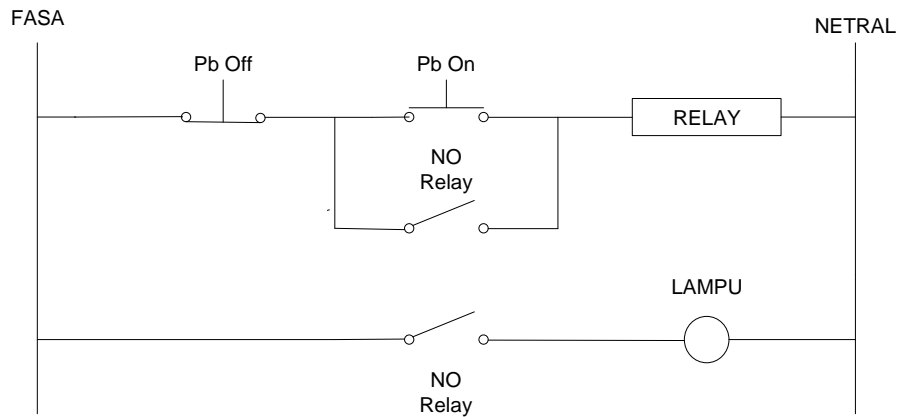 FASA
NETRAL
Pb Off
Pb On
RELAY
NO
Relay
LAMPU
NO
Relay